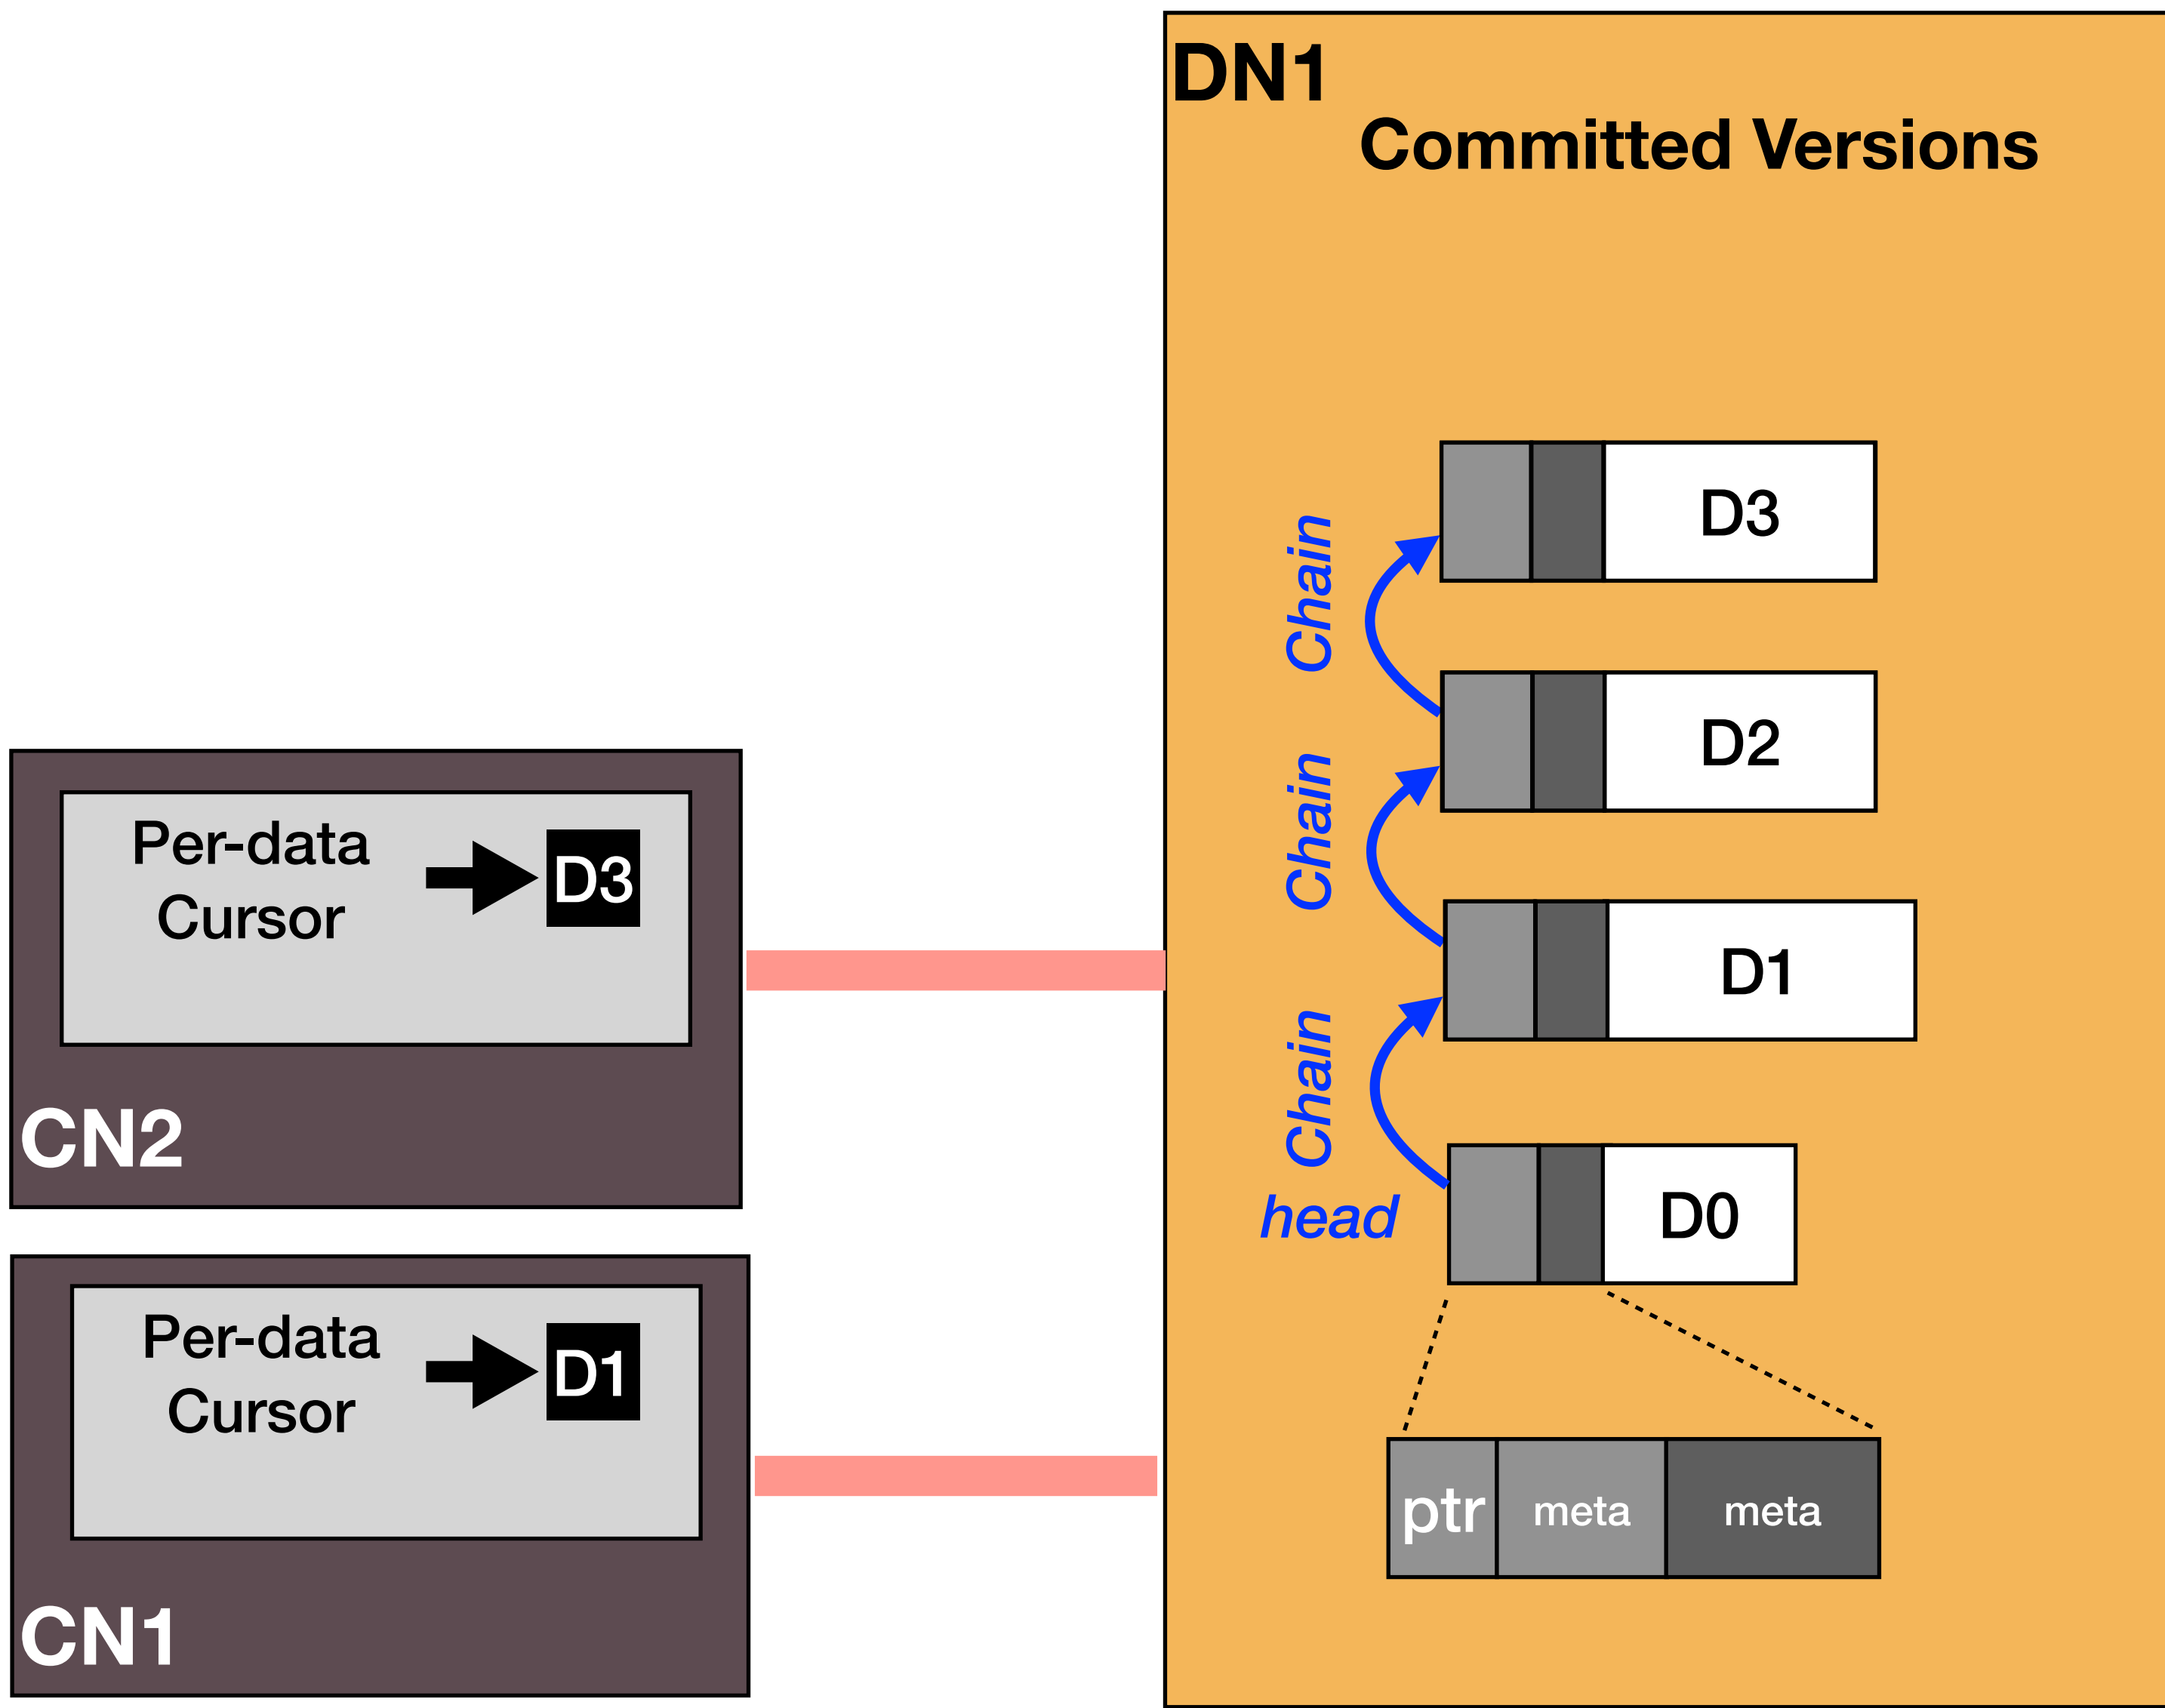 DN1
Committed Versions
D3
Chain
D2
Chain
D1
Chain
head
D0
ptr
meta
meta
Per-data
Cursor
D3
CN2
Per-data
Cursor
D1
CN1